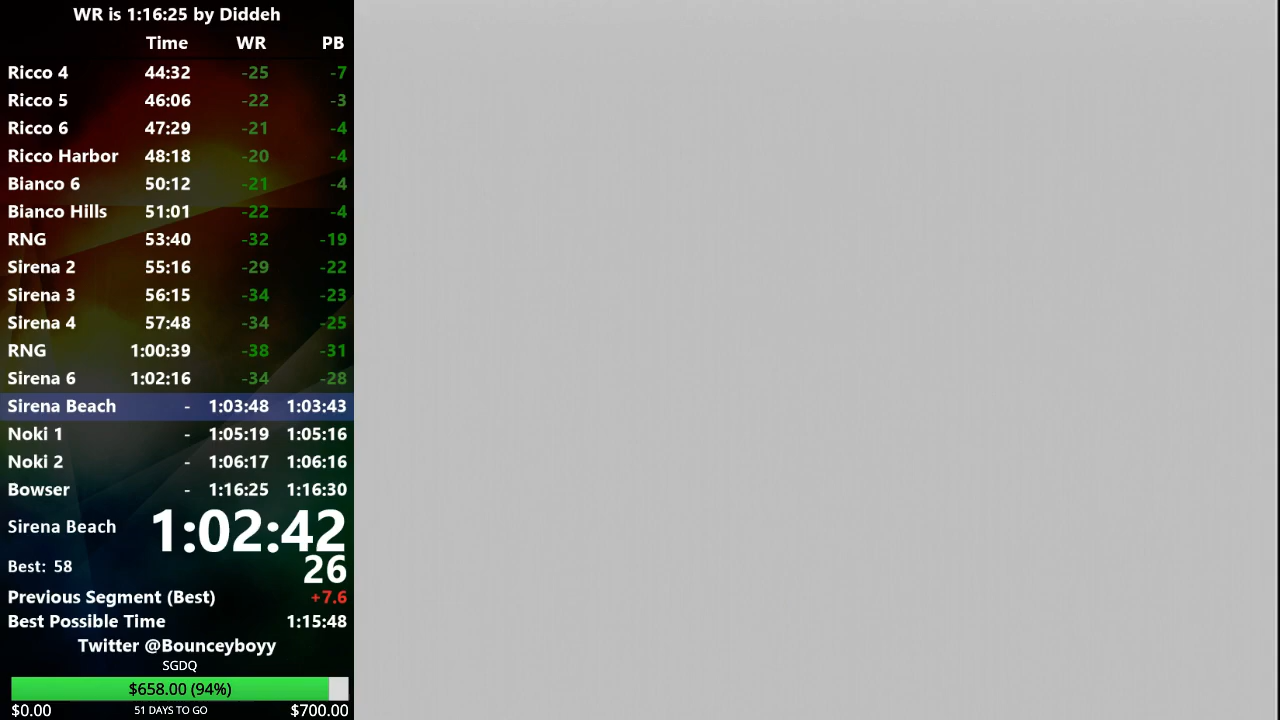 WR is 1:16:25 by Diddeh
Time WR PB
Ricco 4 44:32 -25 -7
Ricco 5 46:06 -22 -3
Ricco 6 47:29 -21 -4
Ricco Harbor 48:18 -20 -4
Bianco 6 50:12 -21 -4
Bianco Hills 51:01 -22 -4
RNG 53:40 -32 -19
Sirena 2 55:16 -29 -22
Sirena 3 56:15 -34 -23
Sirena 4 57:48 -34 -25
RNG 1:00:39 -38 -31
Sirena 6 1:02:16 -34 -28
Sirena Beach - 1:03:48 1:03:43
Noki 1 - 1:05:19 1:05:16
Noki 2 - 1:06:17 1:06:16
Bowser - 1:16:25 1:16:30
Sirena Beach 1:02:42
Best: 58 26
Previous Segment (Best) +7.6
Best Possible Time 1:15:48
Twitter @Bounceyboyy
SGDQ
$658.00 (94%)
$0.00 51 DAYS TO GO $700.00